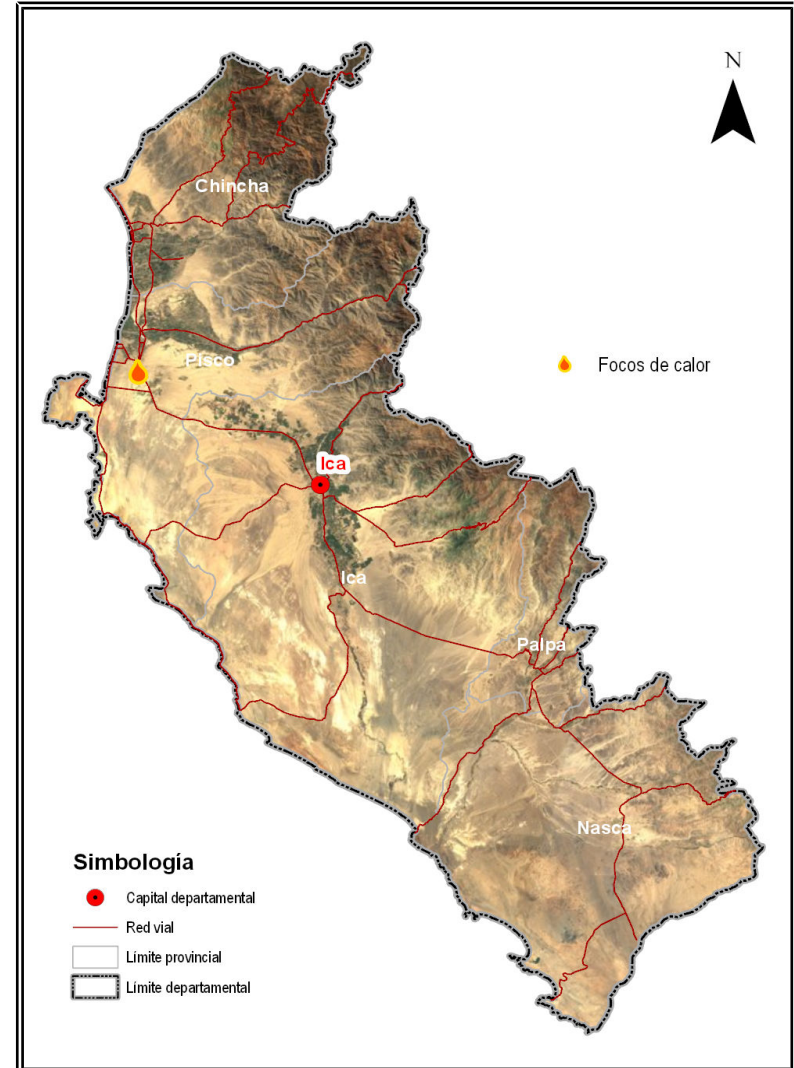 N
Chincha
Pisco
Focos de calor
Ica
Ica
Palpa
Nasca
Simbología
Capital departamental
Red vial
Límite provincial
Límite departamental